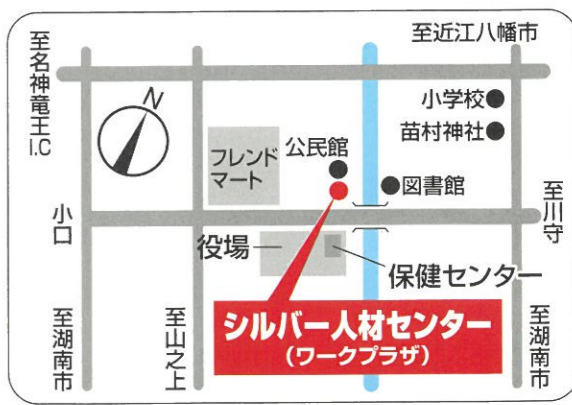 至近江八幡市
至名神竜王
I.C
N
小学校
苗村神社
フレンド
マート
公民館
図書館
至川守
小口
役場
保健センター
シルバー人材センター
(ワークプラザ)
至湖南市
至山之上
至湖南市